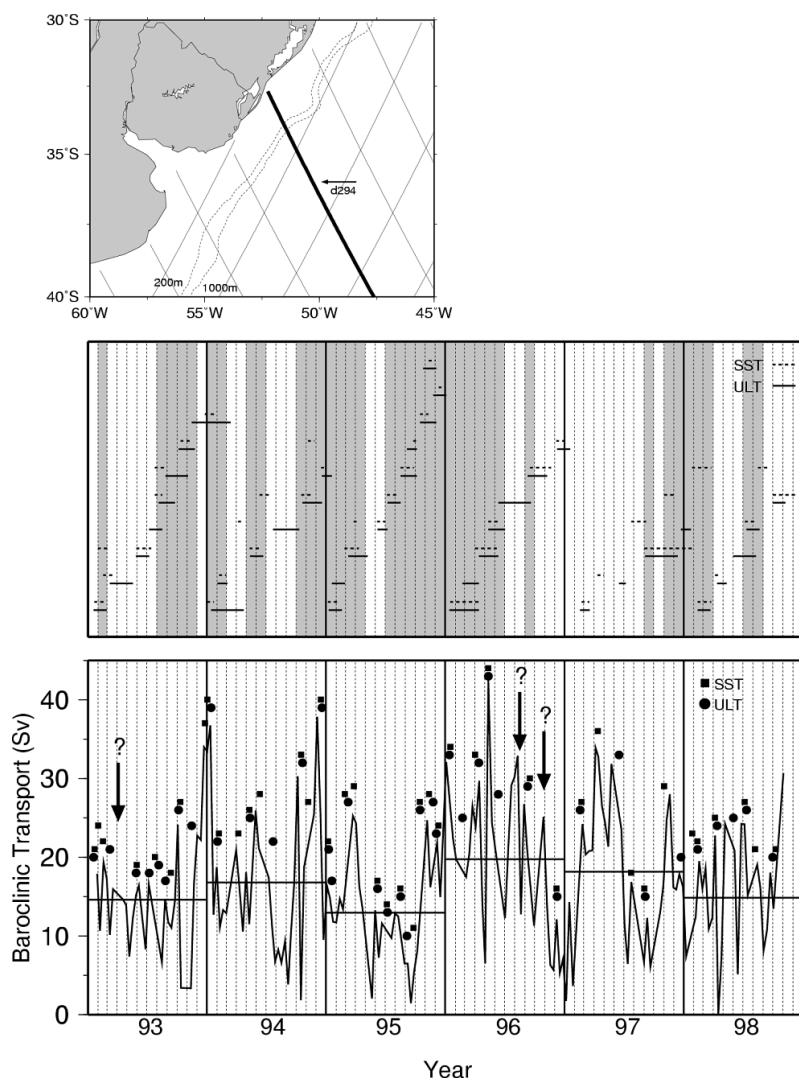 30˚S
35˚S
40˚S
d294
200m
1000m
60˚W
55˚W
50˚W
45˚W
SST
ULT
Baroclinic Transport (Sv)
40
30
20
10
0
?
?
?
SST
ULT
93
94
95
96
97
98
Year